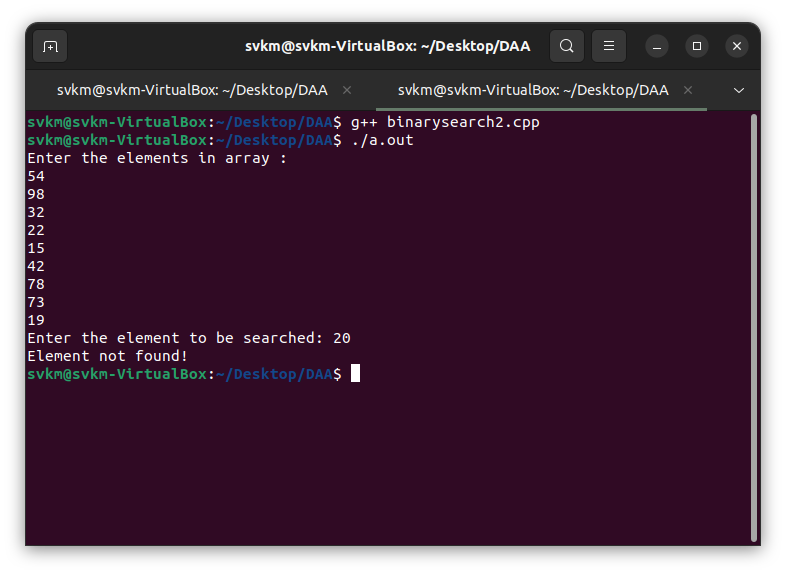 svkm@svkm-VirtualBox: ~/Desktop/DAA
svkm@svkm-VirtualBox: ~/Desktop/DAA
svkm@svkm-VirtualBox: ~/Desktop/DAA
svkm@svkm-VirtualBox:~/Desktop/DAA$ g++ binarysearch2.cpp
svkm@svkm-VirtualBox:~/Desktop/DAA$ ./a.out
Enter the elements in array :
54
98
32
22
15
42
78
73
19
Enter the element to be searched: 20
Element not found!
svkm@svkm-VirtualBox:~/Desktop/DAA$